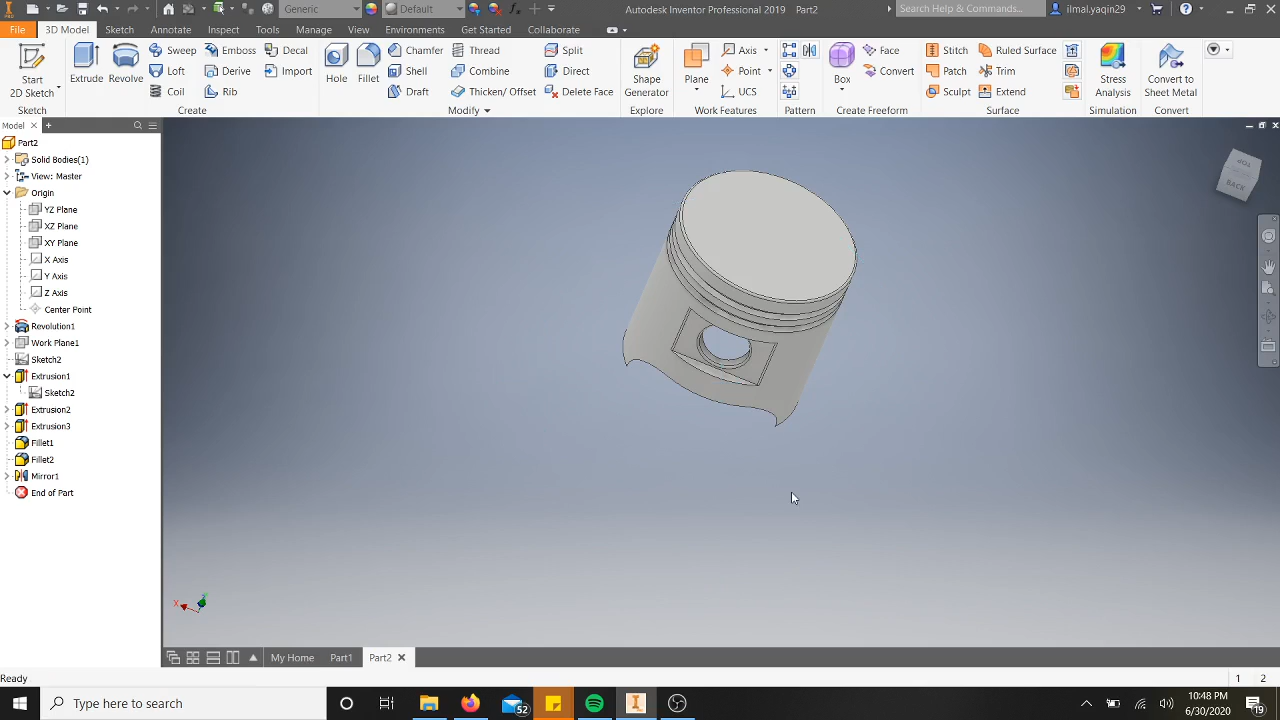 Generic
Default
Autodesk Inventor Professional 2019 Part2
Search Help & Commands...
ilmal.yaqin29
File
3D Model
Sketch
Annotate
Inspect
Tools
Manage
View
Environments
Get Started
Collaborate
Start
2D Sketch
Extrude
Revolve
Sweep
Emboss
Decal
Loft
Derive
Import
Coil
Rib
Hole
Fillet
Chamfer
Thread
Split
Shell
Combine
Direct
Draft
Thicken/ Offset
Delete Face
Shape
Generator
Plane
Axis
Point
UCS
Box
Face
Convert
Stitch
Ruled Surface
Patch
Trim
Sculpt
Extend
Stress
Analysis
Convert to
Sheet Metal
Sketch
Create
Modify
Explore
Work Features
Pattern
Create Freeform
Surface
Simulation
Convert
Model
Part2
Solid Bodies(1)
View: Master
Origin
YZ Plane
XZ Plane
XY Plane
X Axis
Y Axis
Z Axis
Center Point
Revolution1
Work Plane1
Sketch2
Extrusion1
Sketch2
Extrusion2
Extrusion3
Fillet1
Fillet2
Mirror1
End of Part
TOP
BACK
X
My Home
Part1
Part2
Ready
1
2
Type here to search
52
10:48 PM
6/30/2020
19